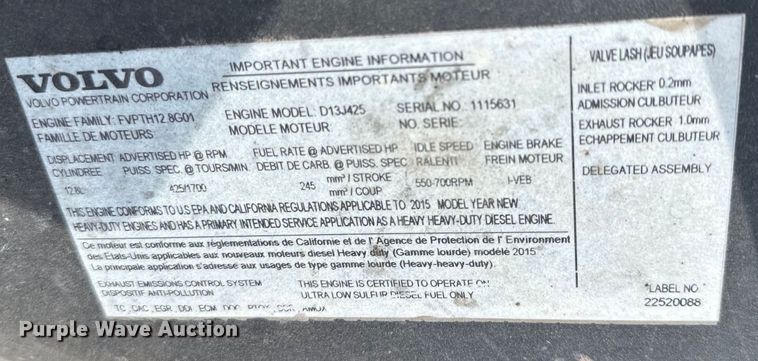 VOLVO
VOLVO POWERTRAIN CORPORATION
IMPORTANT ENGINE INFORMATION
RENSEIGNEMENTS IMPORTANTS MOTEUR
ENGINE FAMILY: FVPTH12.8G01 ENGINE MODEL: D13J425 SERIAL NO: 1115631
FAMILLE DE MOTEURS MODELE MOTEUR NO. SERIE:
DISPLACEMENT ADVERTISED HP @ RPM FUEL RATE @ ADVERTISED HP IDLE SPEED ENGINE BRAKE
CYLINDREE PUISS SPEC. @ TOURS/MIN. DEBIT DE CARB. @ PUISS. SPEC RALENTI FREIN MOTEUR
12.8L 425/1700 245 mm³ / STROKE 550-700RPM I-VEB
mm³ / COUP
THIS ENGINE CONFORMS TO U.S EPA AND CALIFORNIA REGULATIONS APPLICABLE TO 2015 MODEL YEAR NEW
HEAVY-DUTY ENGINES AND HAS A PRIMARY INTENDED SERVICE APPLICATION AS A HEAVY HEAVY-DUTY DIESEL ENGINE.
Ce moteur est conforme aux réglementations de Californie et de l' Agence de Protection de l' Environment
des Etats-Unis applicables aux nouveaux moteurs diesel Heavy duty (Gamme lourde) modélé 2015
La principale application s'adresse aux usages de type gamme lourde (Heavy-heavy-duty).
EXHAUST EMISSIONS CONTROL SYSTEM THIS ENGINE IS CERTIFIED TO OPERATE ON
DISPOSITIF ANTI-POLLUTION ULTRA LOW SULFUR DIESEL FUEL ONLY
TC, CAC, EGR, DDI, ECM
VALVE LASH (JEU SOUPAPES)
INLET ROCKER 0.2mm
ADMISSION CULBUTEUR
EXHAUST ROCKER 1.0mm
ECHAPPEMENT CULBUTEUR
DELEGATED ASSEMBLY
*LABEL NO.*
22520088
Purple Wave Auction